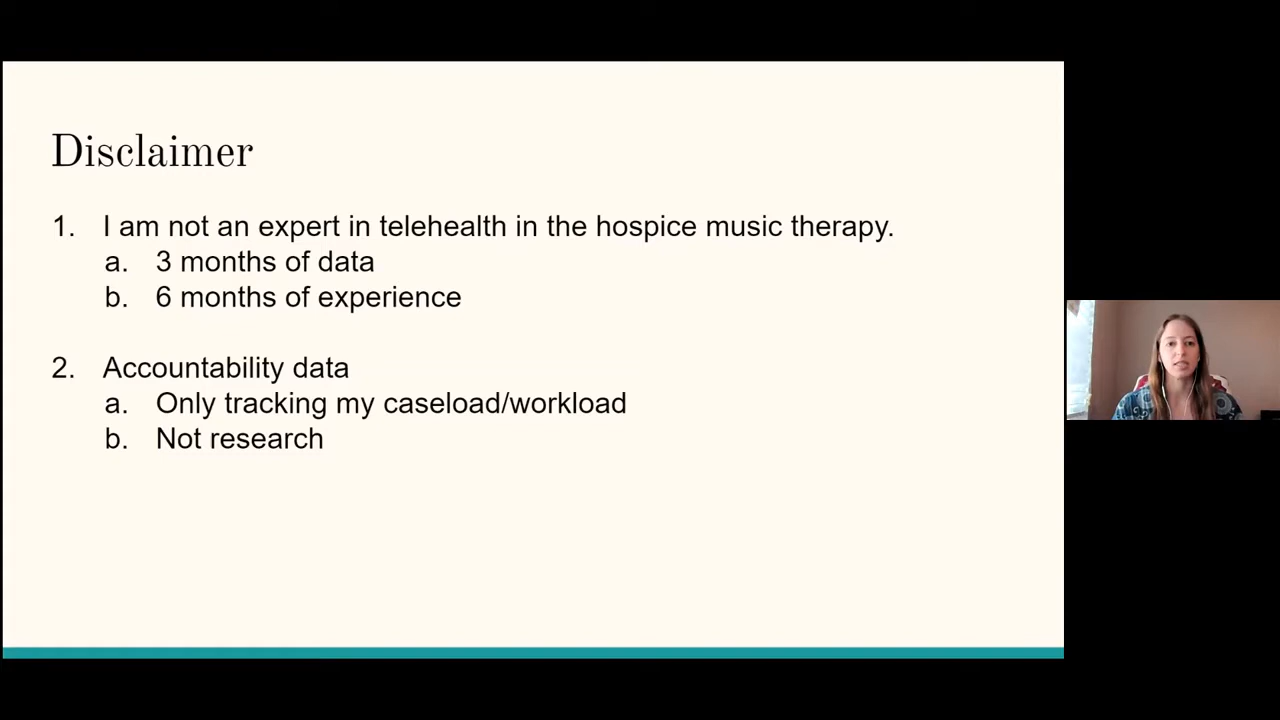 Disclaimer
1. I am not an expert in telehealth in the hospice music therapy.
a. 3 months of data
b. 6 months of experience
2. Accountability data
a. Only tracking my caseload/workload
b. Not research